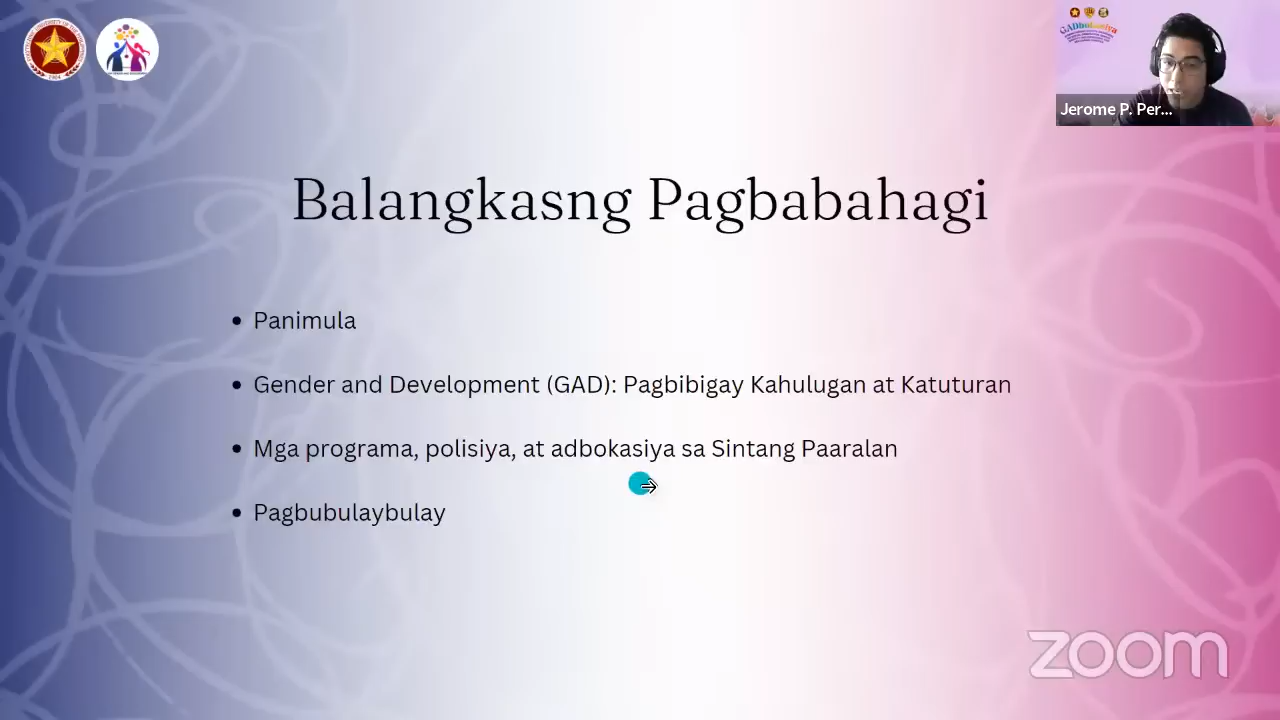 GADbokasiya
Jerome P. Per...
Balangkasng Pagbabahagi
Panimula
Gender and Development (GAD): Pagbibigay Kahulugan at Katuturan
Mga programa, polisiya, at adbokasiya sa Sintang Paaralan
Pagbubulaybulay
zoom